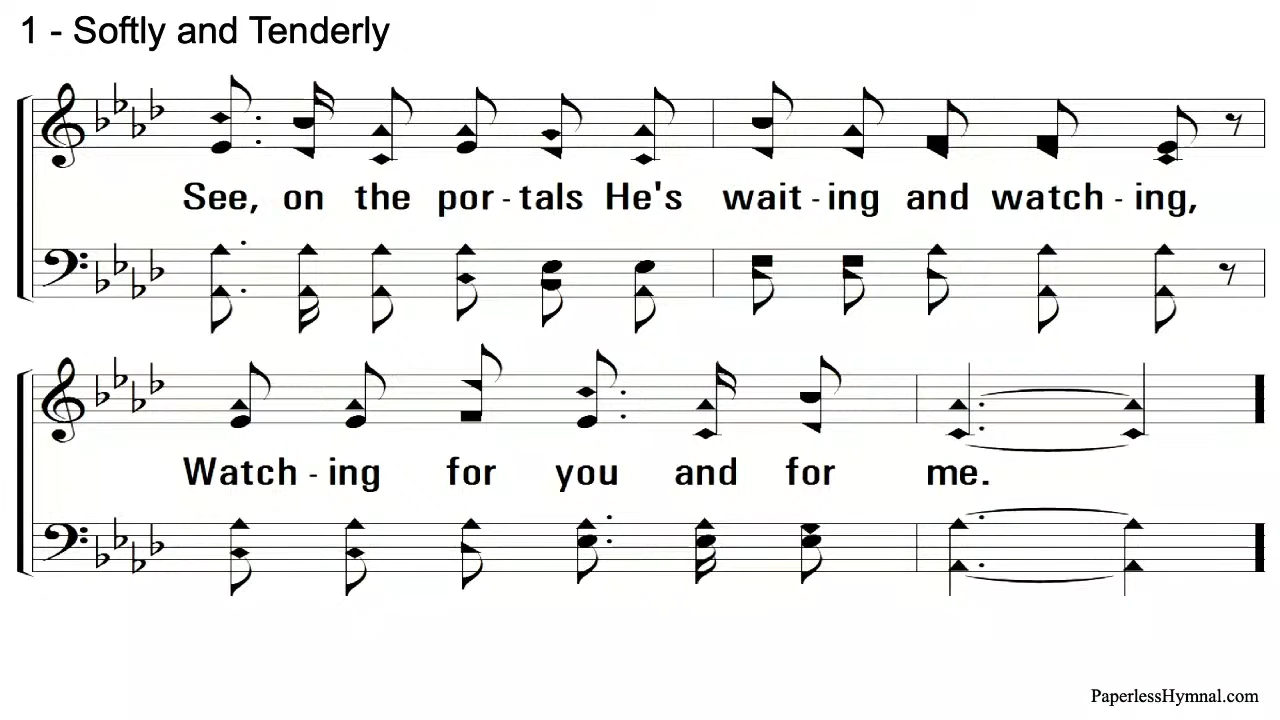 1 - Softly and Tenderly
See, on the por - tals He's wait - ing and watch - ing,
Watch - ing for you and for me.
PaperlessHymnal.com